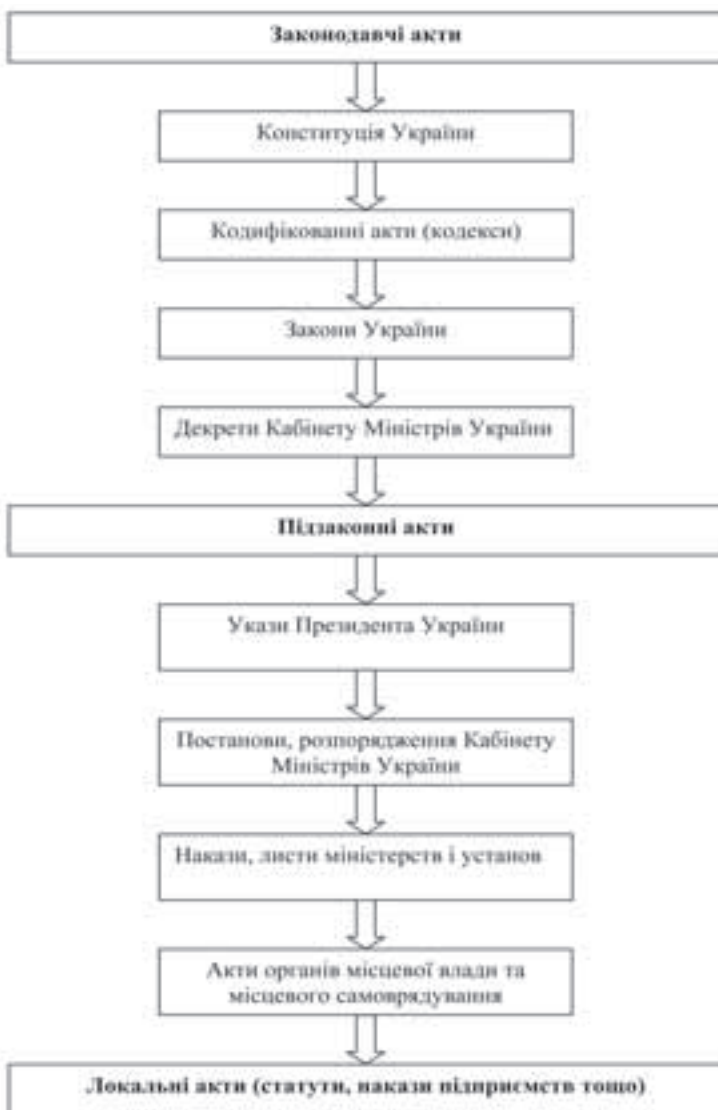 Законодавчі акти
Конституція України
Кодифікованні акти (кодекси)
Закони України
Декрети Кабінету Міністрів України
Підзаконні акти
Укази Президента України
Постанови, розпорядження Кабінету
Міністрів України
Накази, листи міністерств і установ
Акти органів місцевої влади та
місцевого самоврядування
Локальні акти (статути, накази підприємств тощо)